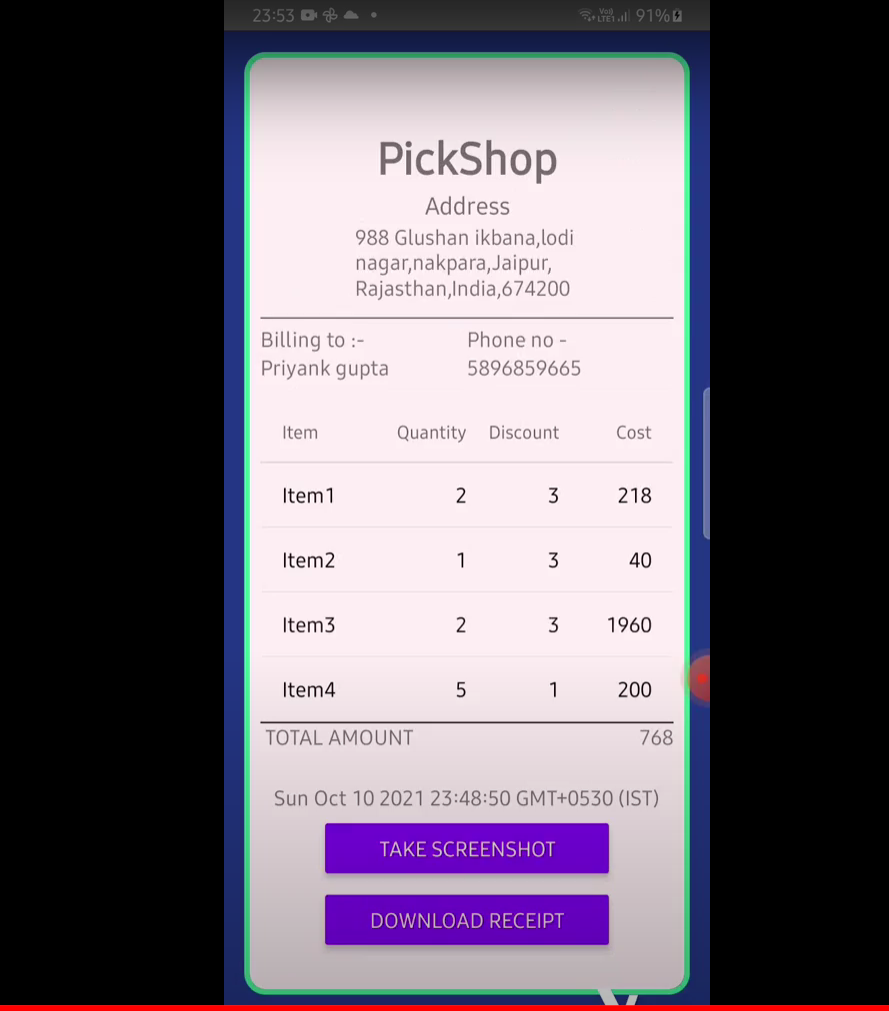 23:53
VoB
LTE1
91%
PickShop
Address
988 Glushan ikbana,lodi
nagar,nakpara,Jaipur,
Rajasthan,India,674200
Billing to :- Phone no -
Priyank gupta 5896859665
Item Quantity Discount Cost
Item1 2 3 218
Item2 1 3 40
Item3 2 3 1960
Item4 5 1 200
TOTAL AMOUNT 768
Sun Oct 10 2021 23:48:50 GMT+0530 (IST)
TAKE SCREENSHOT
DOWNLOAD RECEIPT